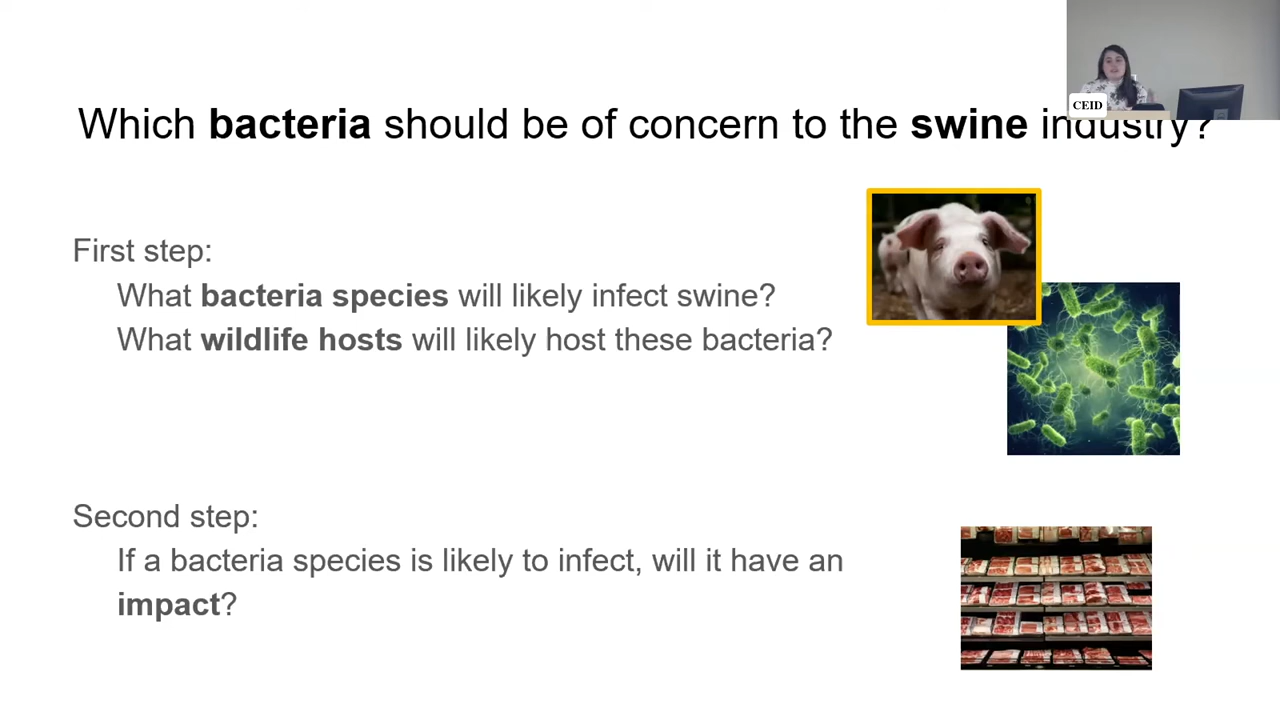 CEID
Which bacteria should be of concern to the swine industry?
First step:
What bacteria species will likely infect swine?
What wildlife hosts will likely host these bacteria?
Second step:
If a bacteria species is likely to infect, will it have an
impact?